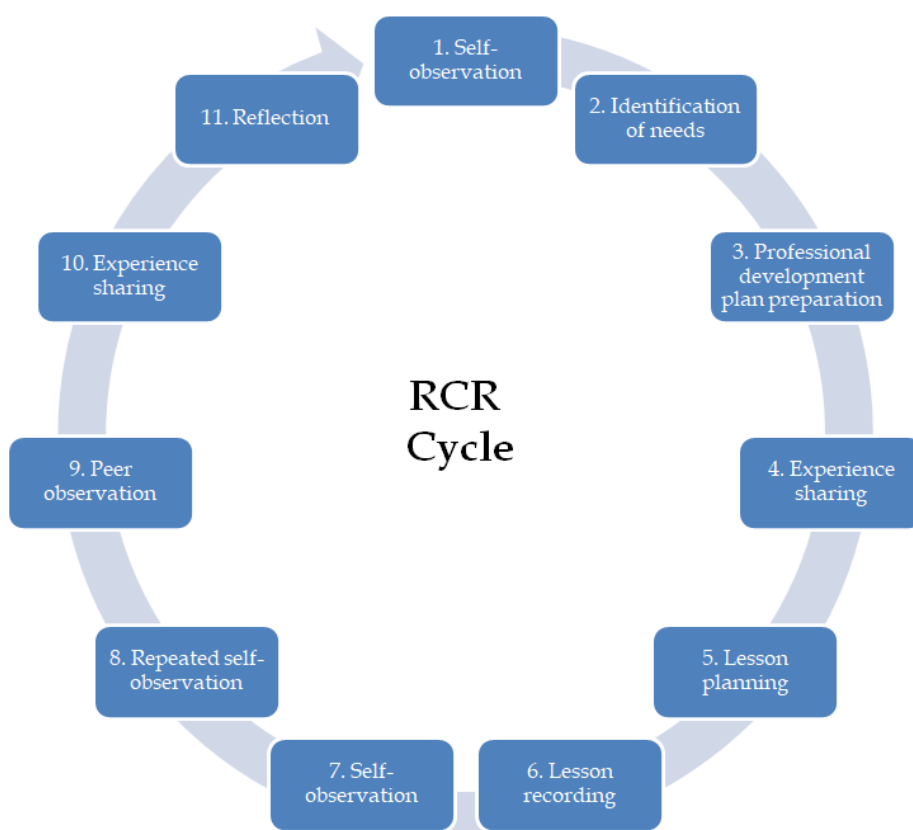 1. Self-
observation
2. Identification
of needs
3. Professional
development
plan preparation
4. Experience
sharing
5. Lesson
planning
6. Lesson
recording
7. Self-
observation
8. Repeated self-
observation
9. Peer
observation
10. Experience
sharing
11. Reflection
RCR
Cycle